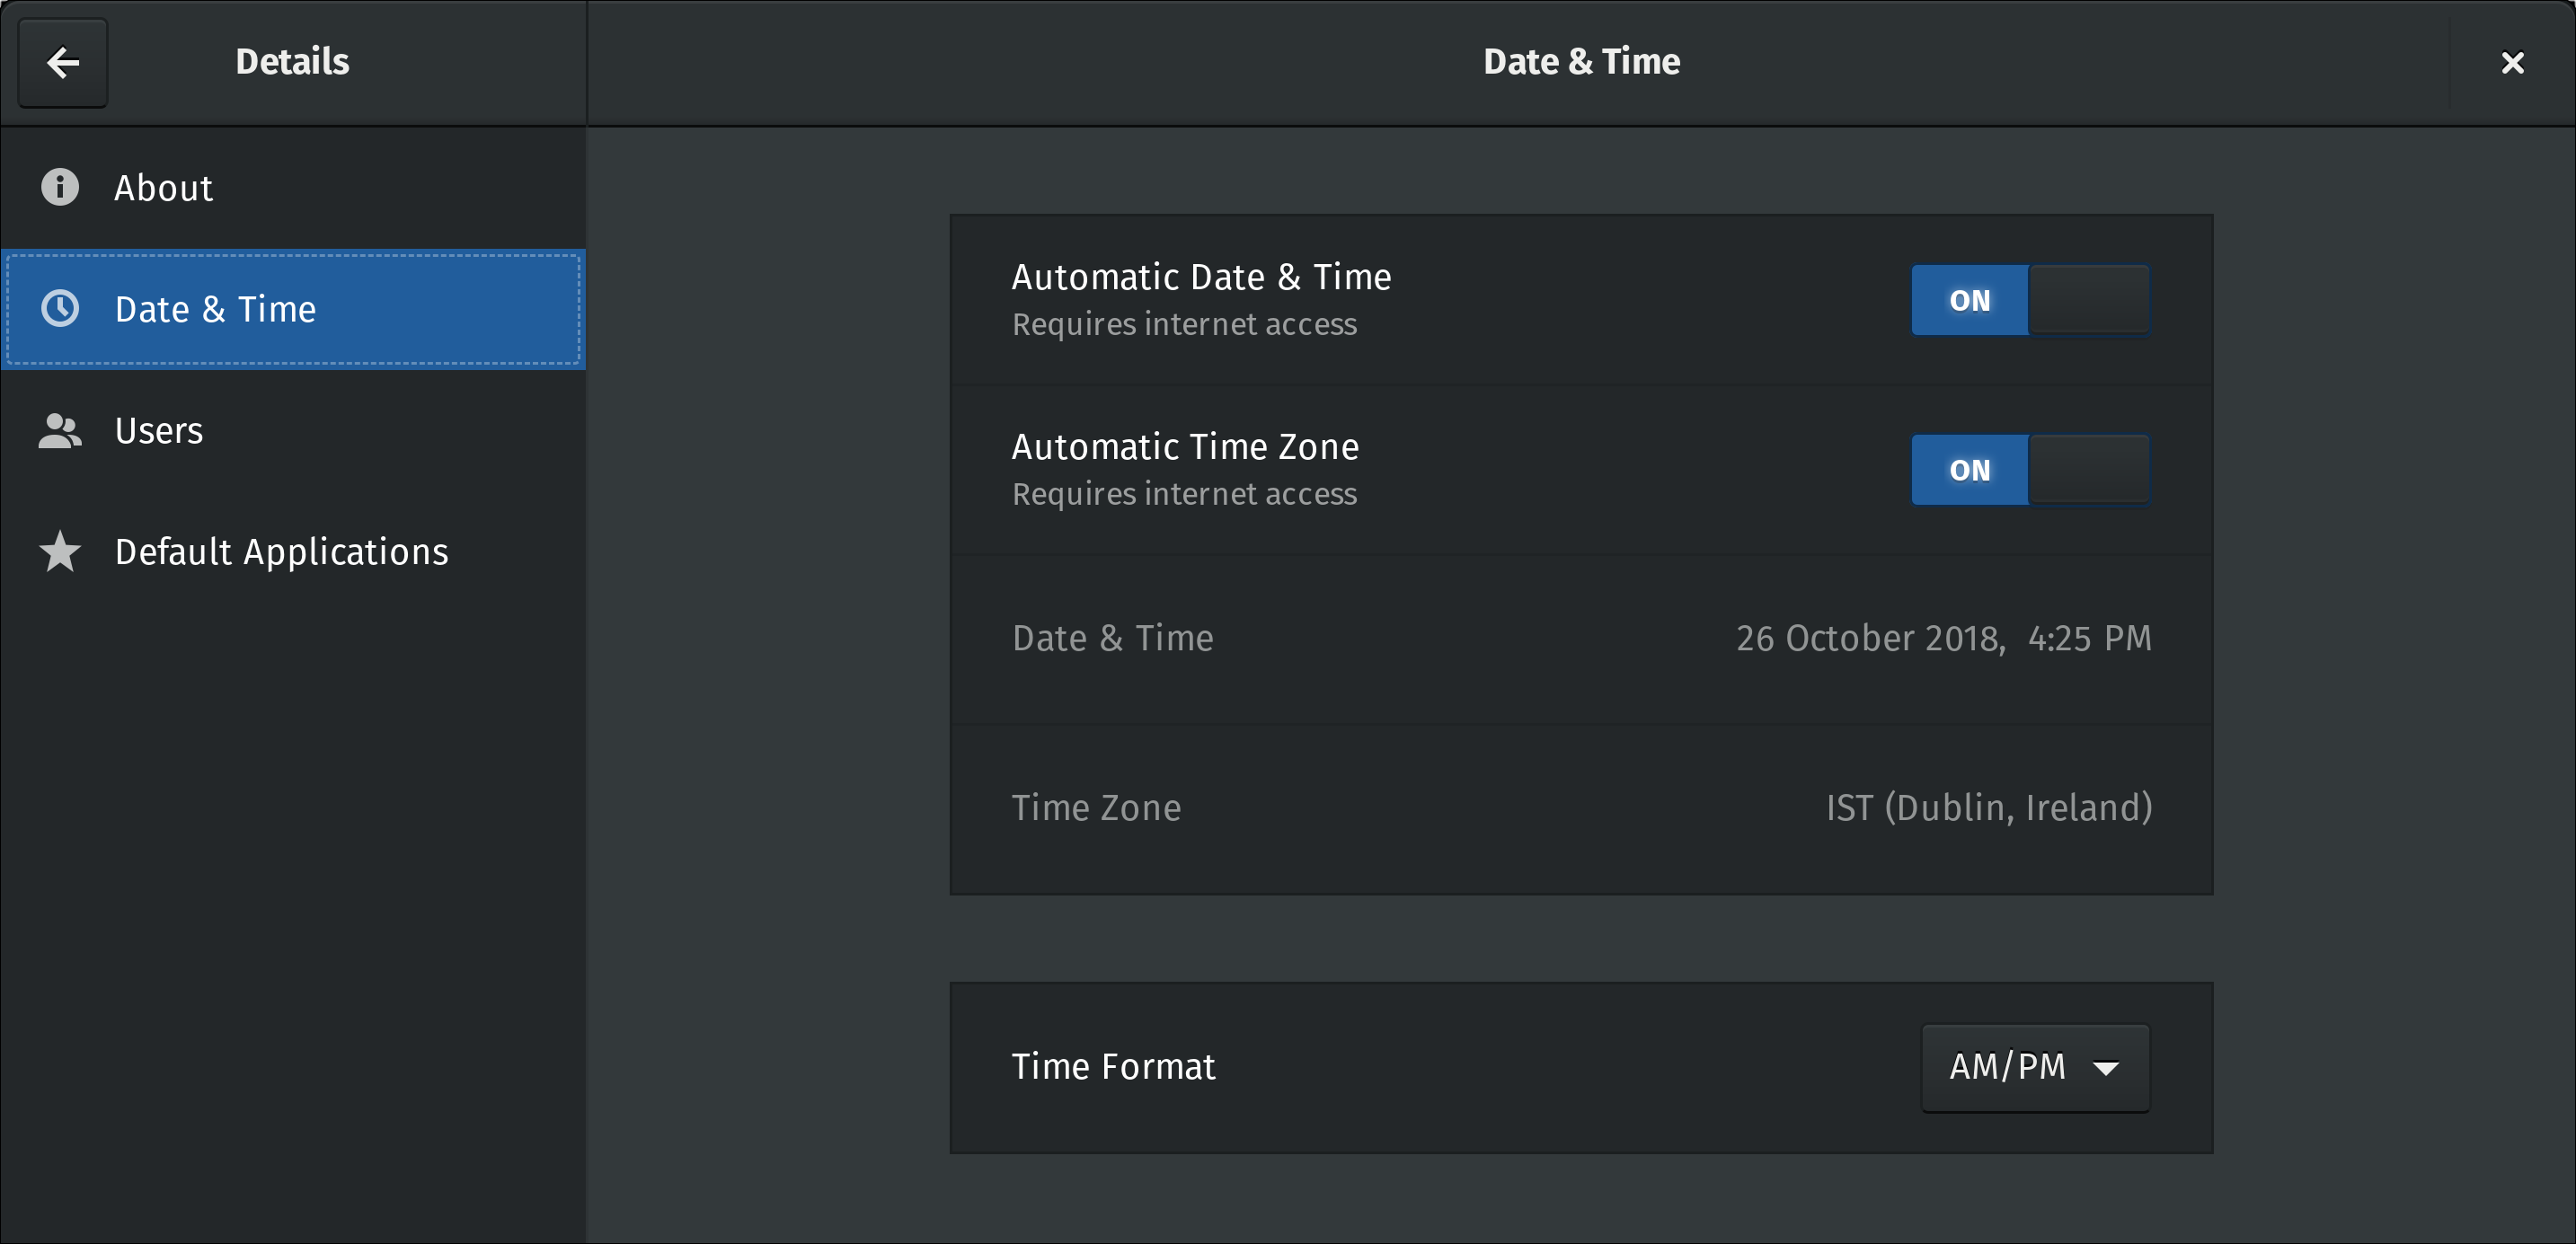 Details
Date & Time
About
Date & Time
Users
Default Applications
Automatic Date & Time
Requires internet access
ON
Automatic Time Zone
Requires internet access
ON
Date & Time
26 October 2018,  4:25 PM
Time Zone
IST (Dublin, Ireland)
Time Format
AM/PM